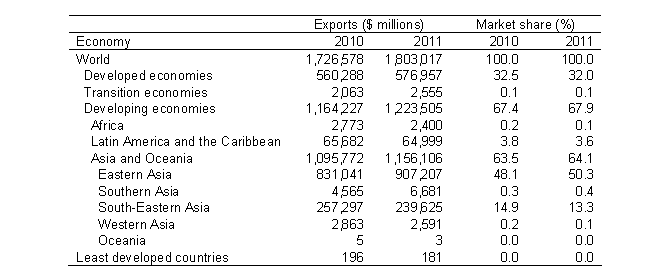 Exports ($ millions) Market share (%)
Economy 2010 2011 2010 2011
World 1,726,578 1,803,017 100.0 100.0
Developed economies 560,288 576,957 32.5 32.0
Transition economies 2,063 2,555 0.1 0.1
Developing economies 1,164,227 1,223,505 67.4 67.9
Africa 2,773 2,400 0.2 0.1
Latin America and the Caribbean 65,682 64,999 3.8 3.6
Asia and Oceania 1,095,772 1,156,106 63.5 64.1
Eastern Asia 831,041 907,207 48.1 50.3
Southern Asia 4,565 6,681 0.3 0.4
South-Eastern Asia 257,297 239,625 14.9 13.3
Western Asia 2,863 2,591 0.2 0.1
Oceania 5 3 0.0 0.0
Least developed countries 196 181 0.0 0.0